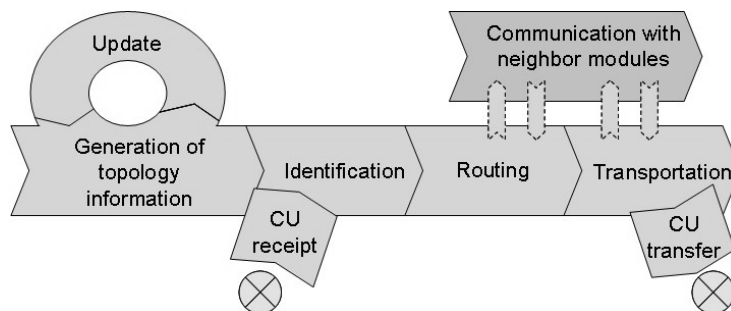 Update
Communication with
neighbor modules
Generation of
topology
information
Identification
Routing
Transportation
CU
receipt
CU
transfer